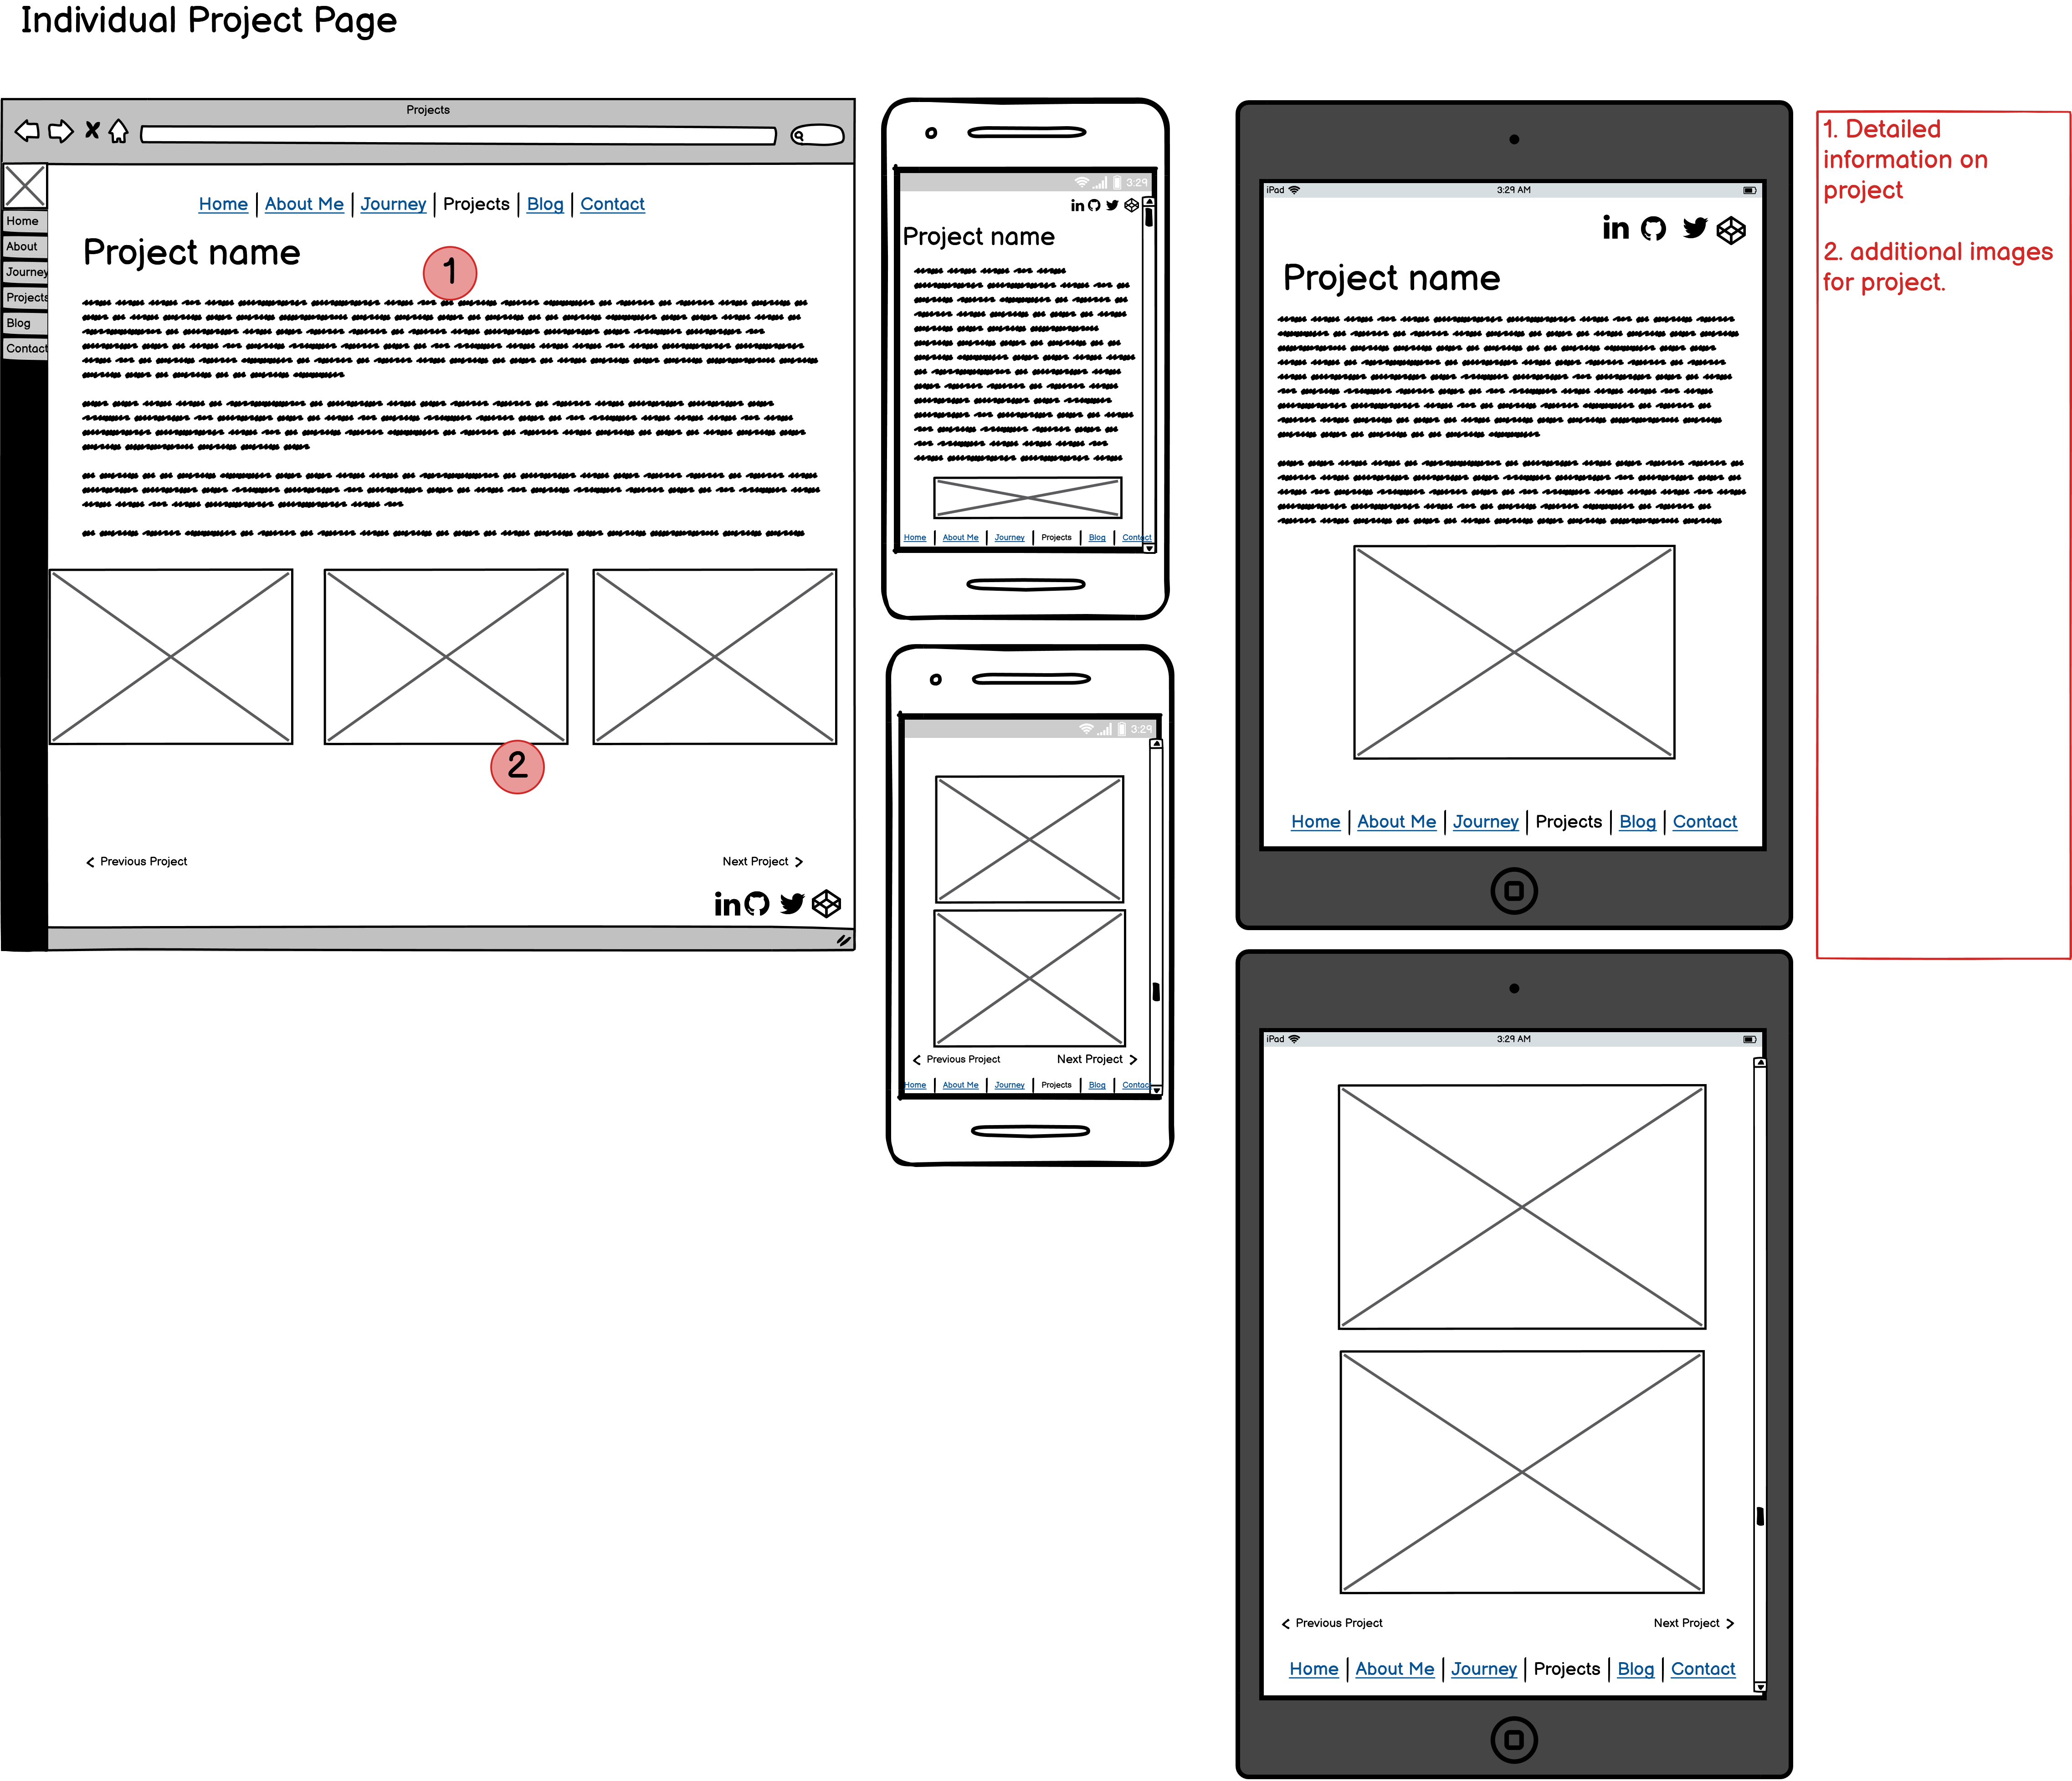 Individual Project Page
Projects
Home
About
Journey
Projects
Blog
Contact
Home | About Me | Journey | Projects | Blog | Contact
Project name
1
2
Previous Project
Next Project
in
3:29
in
Project name
Home | About Me | Journey | Projects | Blog | Contact
3:29
Previous Project
Next Project
Home | About Me | Journey | Projects | Blog | Contact
iPad
3:29 AM
in
Project name
Home | About Me | Journey | Projects | Blog | Contact
iPad
3:29 AM
Previous Project
Next Project
Home | About Me | Journey | Projects | Blog | Contact
1. Detailed
information on
project
2. additional images
for project.